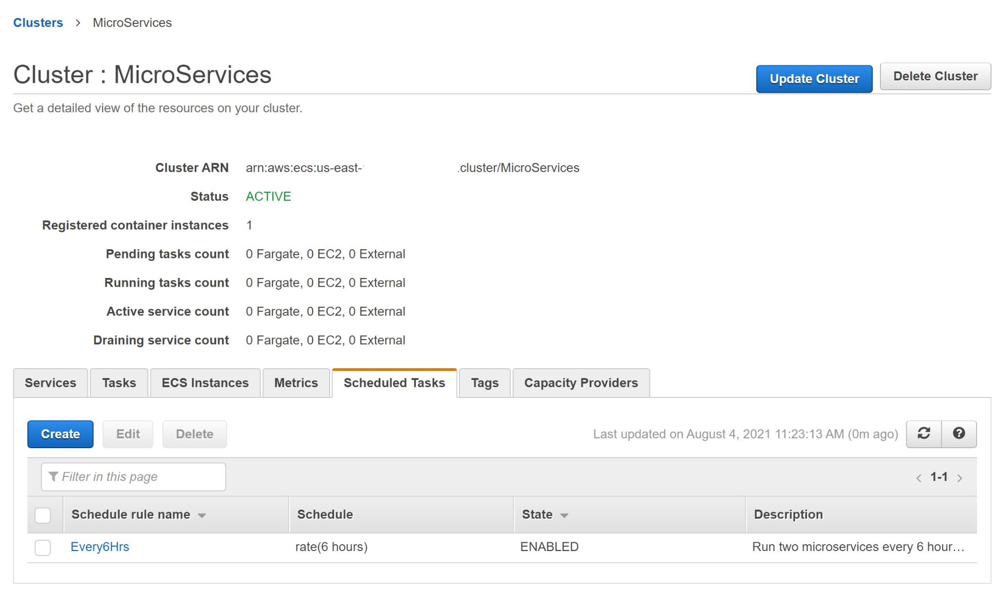 Clusters > MicroServices
Cluster : MicroServices
Update Cluster
Delete Cluster
Get a detailed view of the resources on your cluster.
Cluster ARN arn:aws:ecs:us-east- cluster/MicroServices
Status ACTIVE
Registered container instances 1
Pending tasks count 0 Fargate, 0 EC2, 0 External
Running tasks count 0 Fargate, 0 EC2, 0 External
Active service count 0 Fargate, 0 EC2, 0 External
Draining service count 0 Fargate, 0 EC2, 0 External
Services Tasks ECS Instances Metrics Scheduled Tasks Tags Capacity Providers
Create Edit Delete Last updated on August 4, 2021 11:23:13 AM (0m ago)
Filter in this page < 1-1 >
Schedule rule name Schedule State Description
Every6Hrs rate(6 hours) ENABLED Run two microservices every 6 hour…